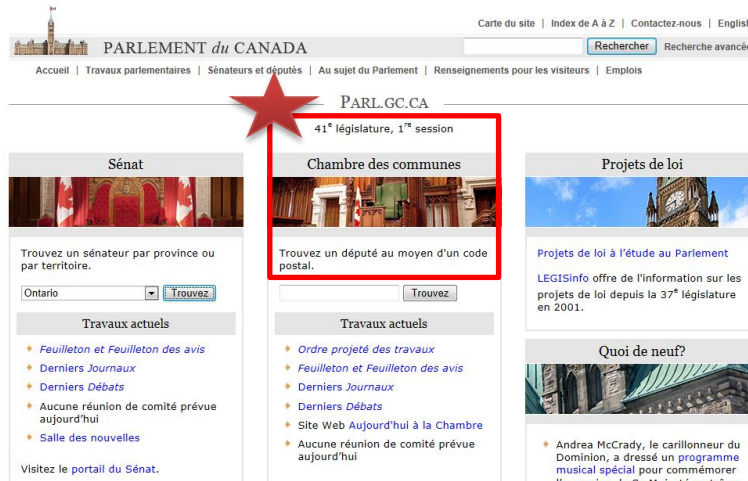 Carte du site | Index de A à Z | Contactez-nous | English
PARLEMENT du CANADA
Rechercher Recherche avancée
Accueil | Travaux parlementaires | Sénateurs et députés | Au sujet du Parlement | Renseignements pour les visiteurs | Emplois
PARL.GC.CA
41e législature, 1re session
Sénat
Trouvez un sénateur par province ou
par territoire.
Ontario Trouvez
Travaux actuels
Feuilleton et Feuilleton des avis
Derniers Journaux
Derniers Débats
Aucune réunion de comité prévue
aujourd'hui
Salle des nouvelles
Visitez le portail du Sénat.
Chambre des communes
Trouvez un député au moyen d'un code
postal.
Trouvez
Travaux actuels
Ordre projeté des travaux
Feuilleton et Feuilleton des avis
Derniers Journaux
Derniers Débats
Site Web Aujourd'hui à la Chambre
Aucune réunion de comité prévue
aujourd'hui
Projets de loi
Projets de loi à l'étude au Parlement
LEGISinfo offre de l'information sur les
projets de loi depuis la 37e législature
en 2001.
Quoi de neuf?
Andrea McCrady, le carillonneur du
Dominion, a dressé un programme
musical spécial pour commémorer